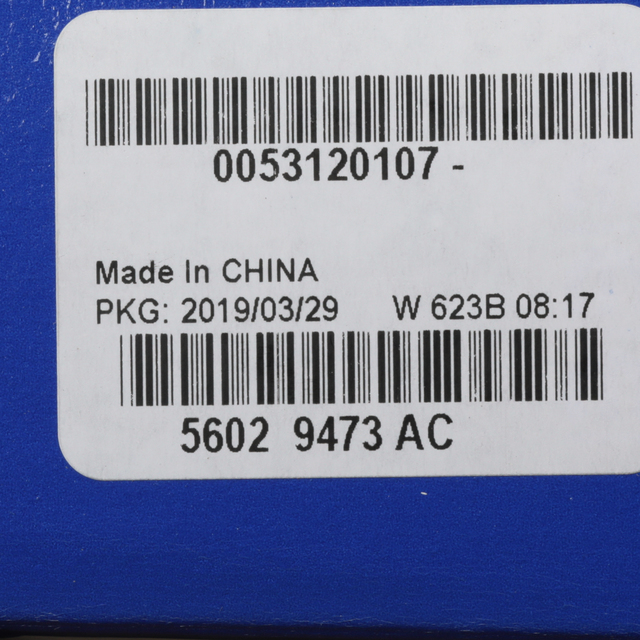 0053120107 -
Made In CHINA
PKG: 2019/03/29 W 623B 08:17
5602 9473 AC